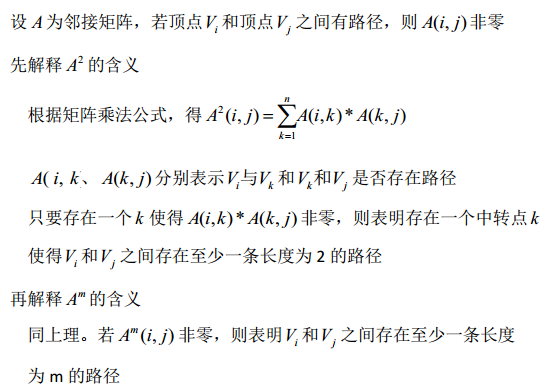 设 A 为邻接矩阵，若顶点 V_i 和顶点 V_j 之间有路径，则 A(i, j) 非零
先解释 A^2 的含义
根据矩阵乘法公式，得 A^2(i, j) = \sum_{k=1}^{n} A(i,k) * A(k, j)
A( i, k、 A(k, j) 分别表示 V_i 与 V_k 和 V_k 和 V_j 是否存在路径
只要存在一个 k 使得 A(i,k) * A(k, j) 非零，则表明存在一个中转点 k
使得 V_i 和 V_j 之间存在至少一条长度为 2 的路径
再解释 A^m 的含义
同上理。若 A^m(i, j) 非零，则表明 V_i 和 V_j 之间存在至少一条长度
为 m 的路径